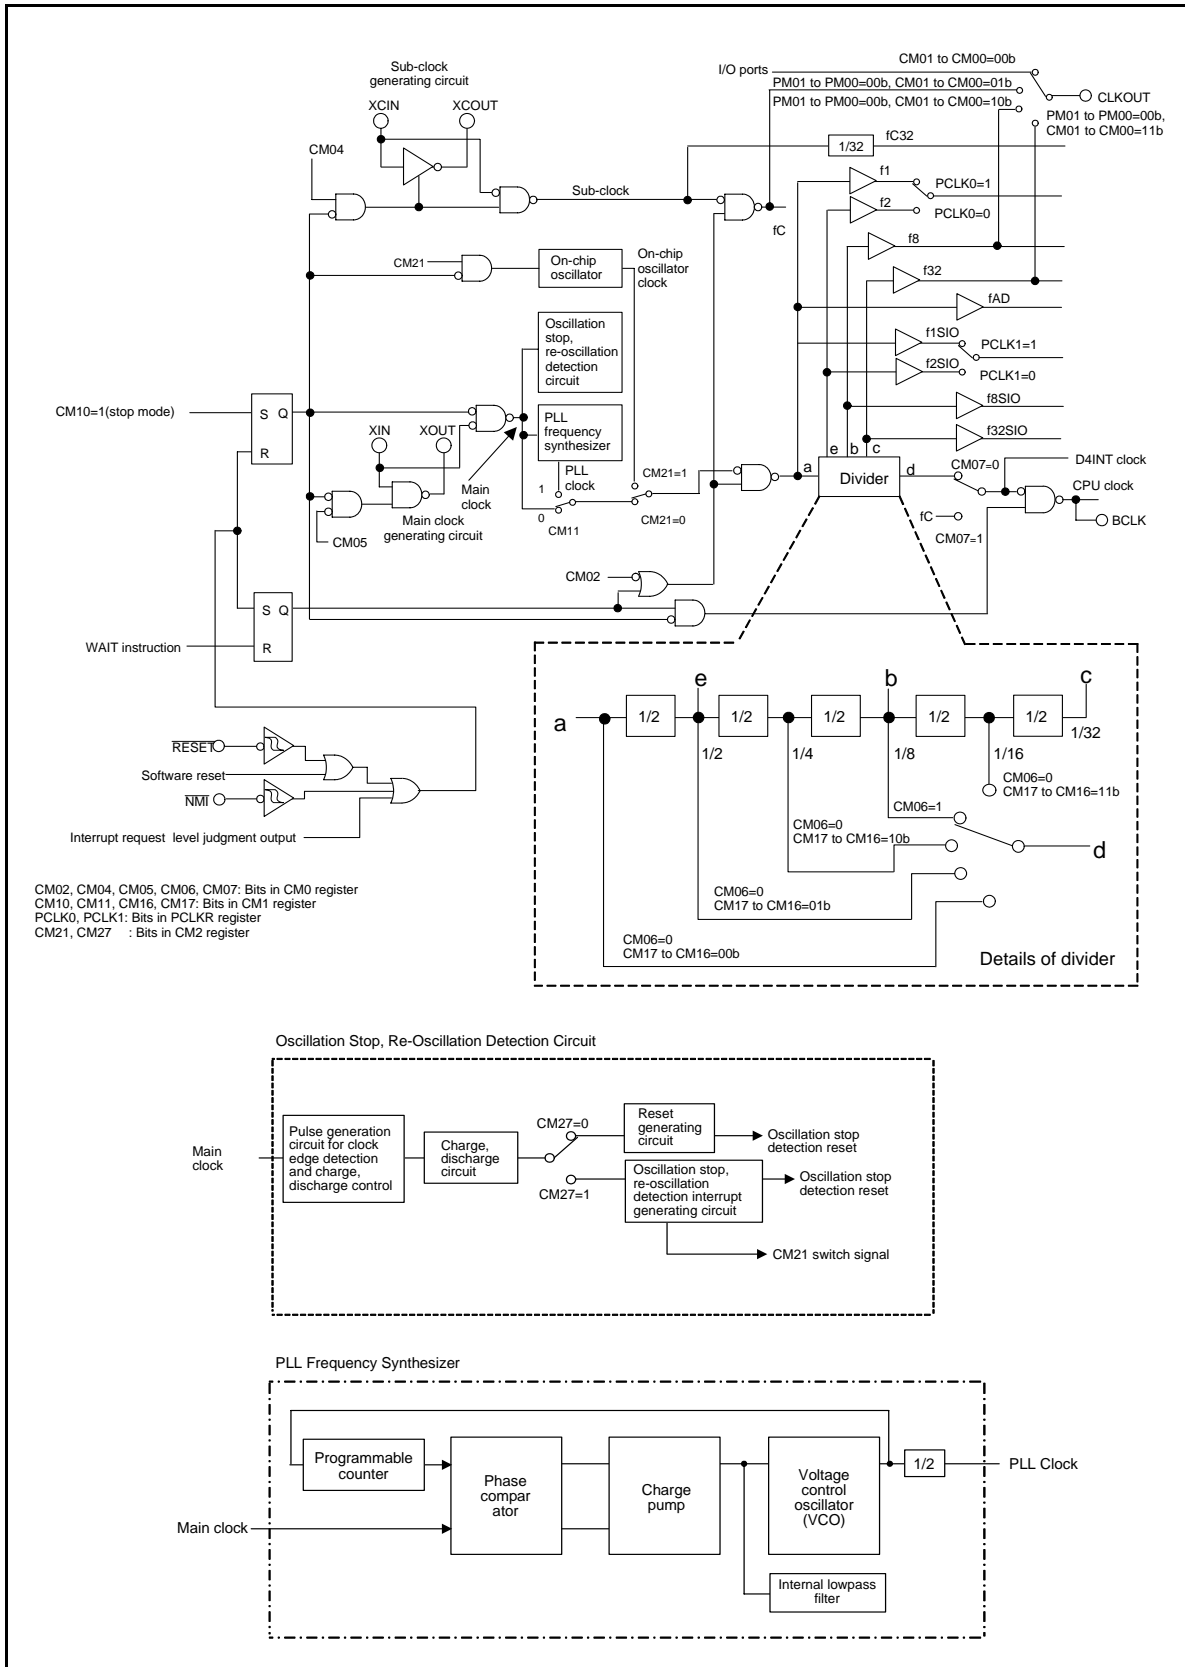 CM01 to CM00=00b
I/O ports
PM01 to PM00=00b, CM01 to CM00=01b
PM01 to PM00=00b, CM01 to CM00=10b
CLKOUT
PM01 to PM00=00b,
CM01 to CM00=11b
Sub-clock
generating circuit
XCIN
XCOUT
CM04
Sub-clock
1/32
fC32
fC
f1
PCLK0=1
f2
PCLK0=0
f8
f32
fAD
f1SIO
PCLK1=1
f2SIO
PCLK1=0
f8SIO
f32SIO
CM21
On-chip
oscillator
On-chip
oscillator
clock
Oscillation
stop,
re-oscillation
detection
circuit
CM10=1(stop mode)
S Q
R
PLL
frequency
synthesizer
XIN
XOUT
Main
clock
PLL
clock
1
0
CM11
CM21=1
CM21=0
Main clock
generating circuit
CM05
a
e
b
c
Divider
d
CM07=0
D4INT clock
CPU clock
BCLK
fC
CM07=1
CM02
S Q
R
WAIT instruction
RESET
Software reset
NMI
Interrupt request level judgment output
CM02, CM04, CM05, CM06, CM07: Bits in CM0 register
CM10, CM11, CM16, CM17: Bits in CM1 register
PCLK0, PCLK1: Bits in PCLKR register
CM21, CM27 : Bits in CM2 register
a
1/2
e
1/2
1/2
b
1/2
1/2
c
1/2
1/4
1/8
1/16
1/32
CM06=0
CM17 to CM16=11b
CM06=1
CM06=0
CM17 to CM16=10b
d
CM06=0
CM17 to CM16=01b
CM06=0
CM17 to CM16=00b
Details of divider
Oscillation Stop, Re-Oscillation Detection Circuit
Main
clock
Pulse generation
circuit for clock
edge detection
and charge,
discharge control
Charge,
discharge
circuit
CM27=0
CM27=1
Reset
generating
circuit
Oscillation stop
detection reset
Oscillation stop,
re-oscillation
detection interrupt
generating circuit
Oscillation stop
detection reset
CM21 switch signal
PLL Frequency Synthesizer
Programmable
counter
Main clock
Phase
compar
ator
Charge
pump
Voltage
control
oscillator
(VCO)
1/2
PLL Clock
Internal lowpass
filter